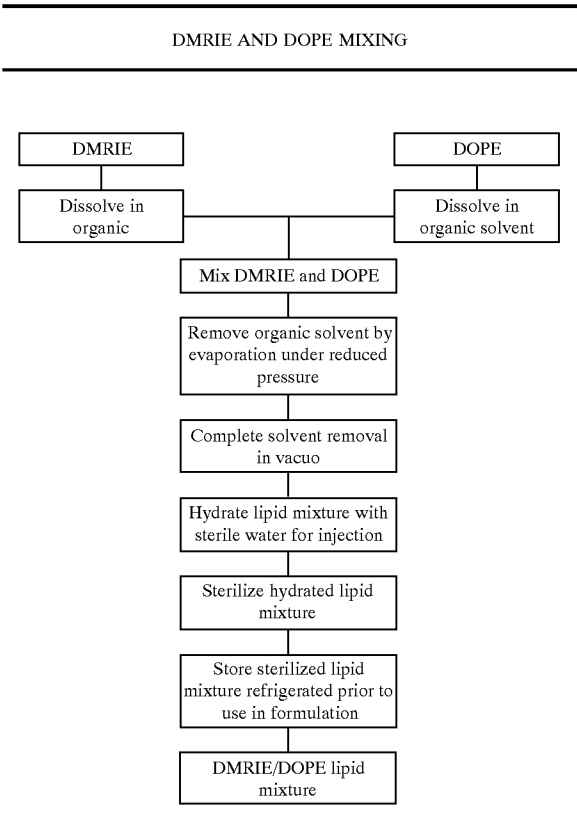 DMRIE AND DOPE MIXING
DMRIE
DOPE
Dissolve in
organic
Dissolve in
organic solvent
Mix DMRIE and DOPE
Remove organic solvent by
evaporation under reduced
pressure
Complete solvent removal
in vacuo
Hydrate lipid mixture with
sterile water for injection
Sterilize hydrated lipid
mixture
Store sterilized lipid
mixture refrigerated prior to
use in formulation
DMRIE/DOPE lipid
mixture